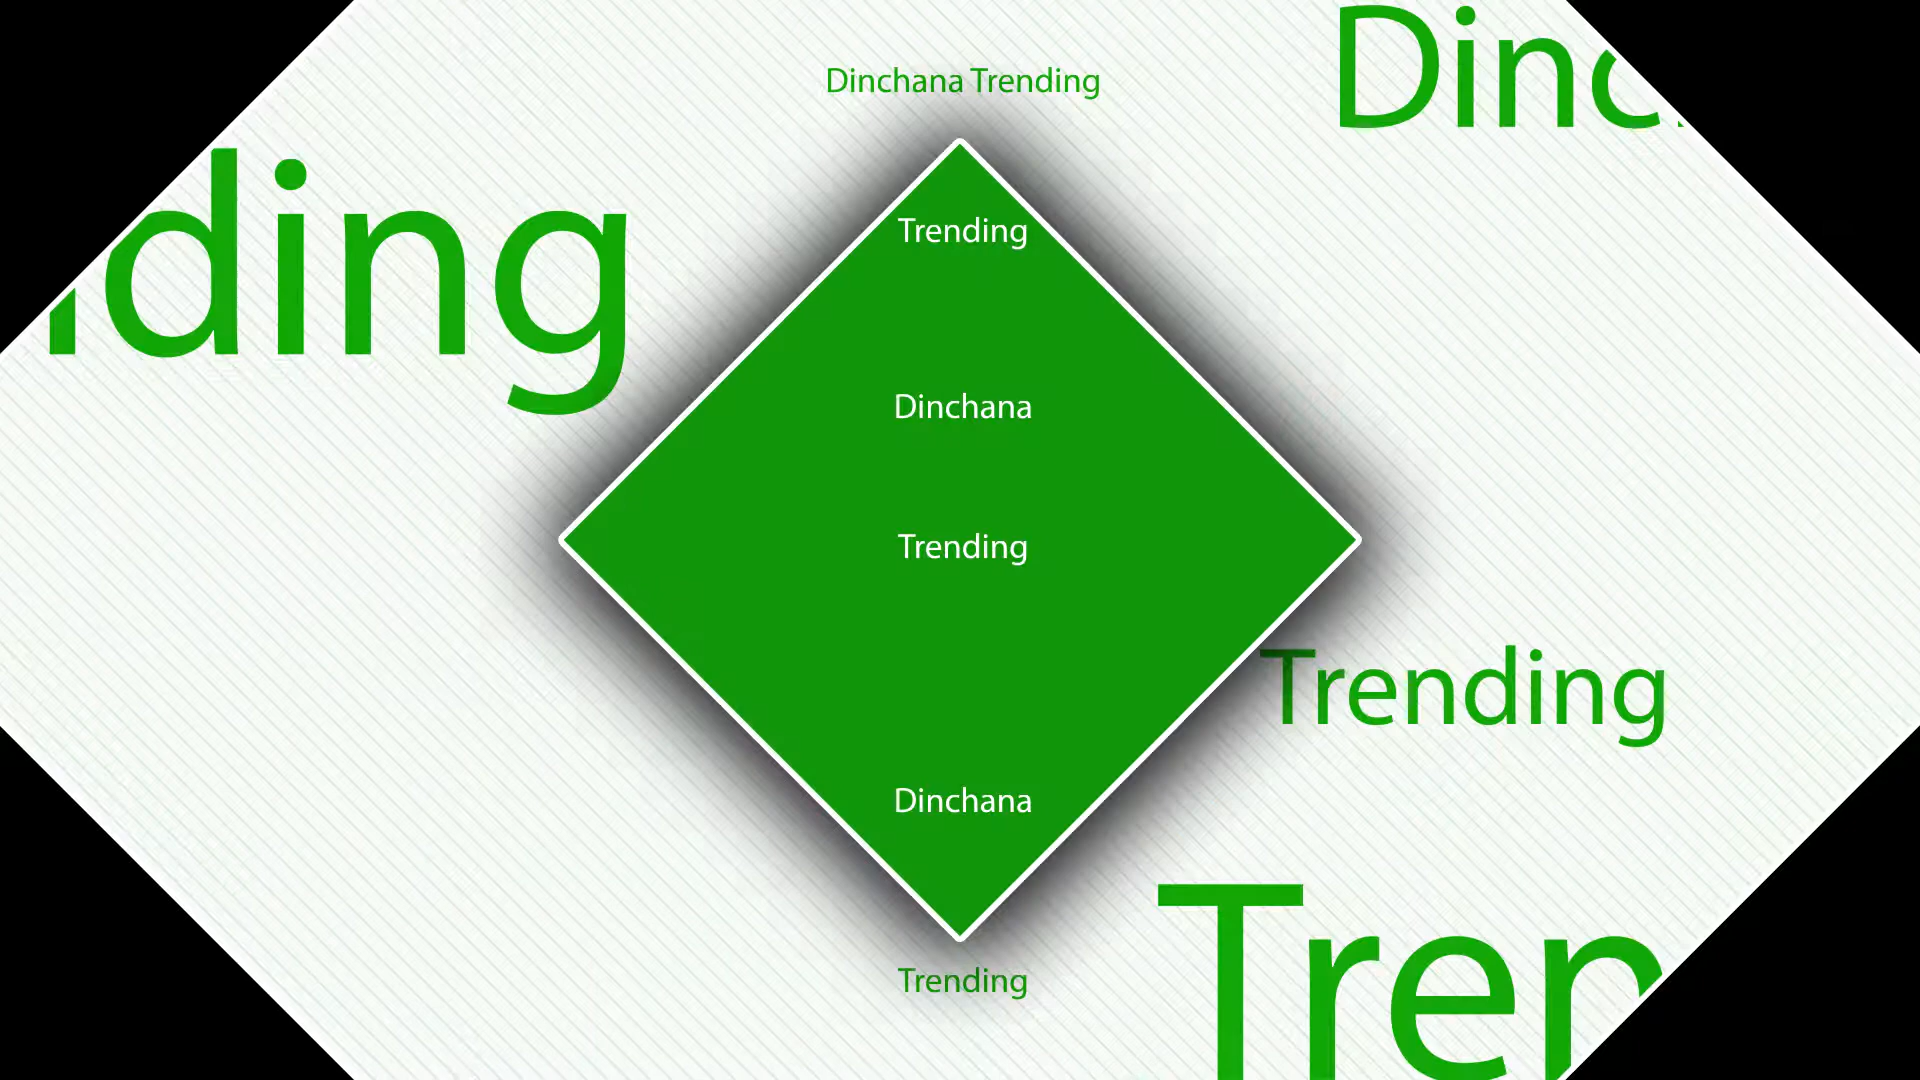 Dinc
Dinchana Trending
Trending
ding
Dinchana
Trending
Trending
Dinchana
Tren
Trending